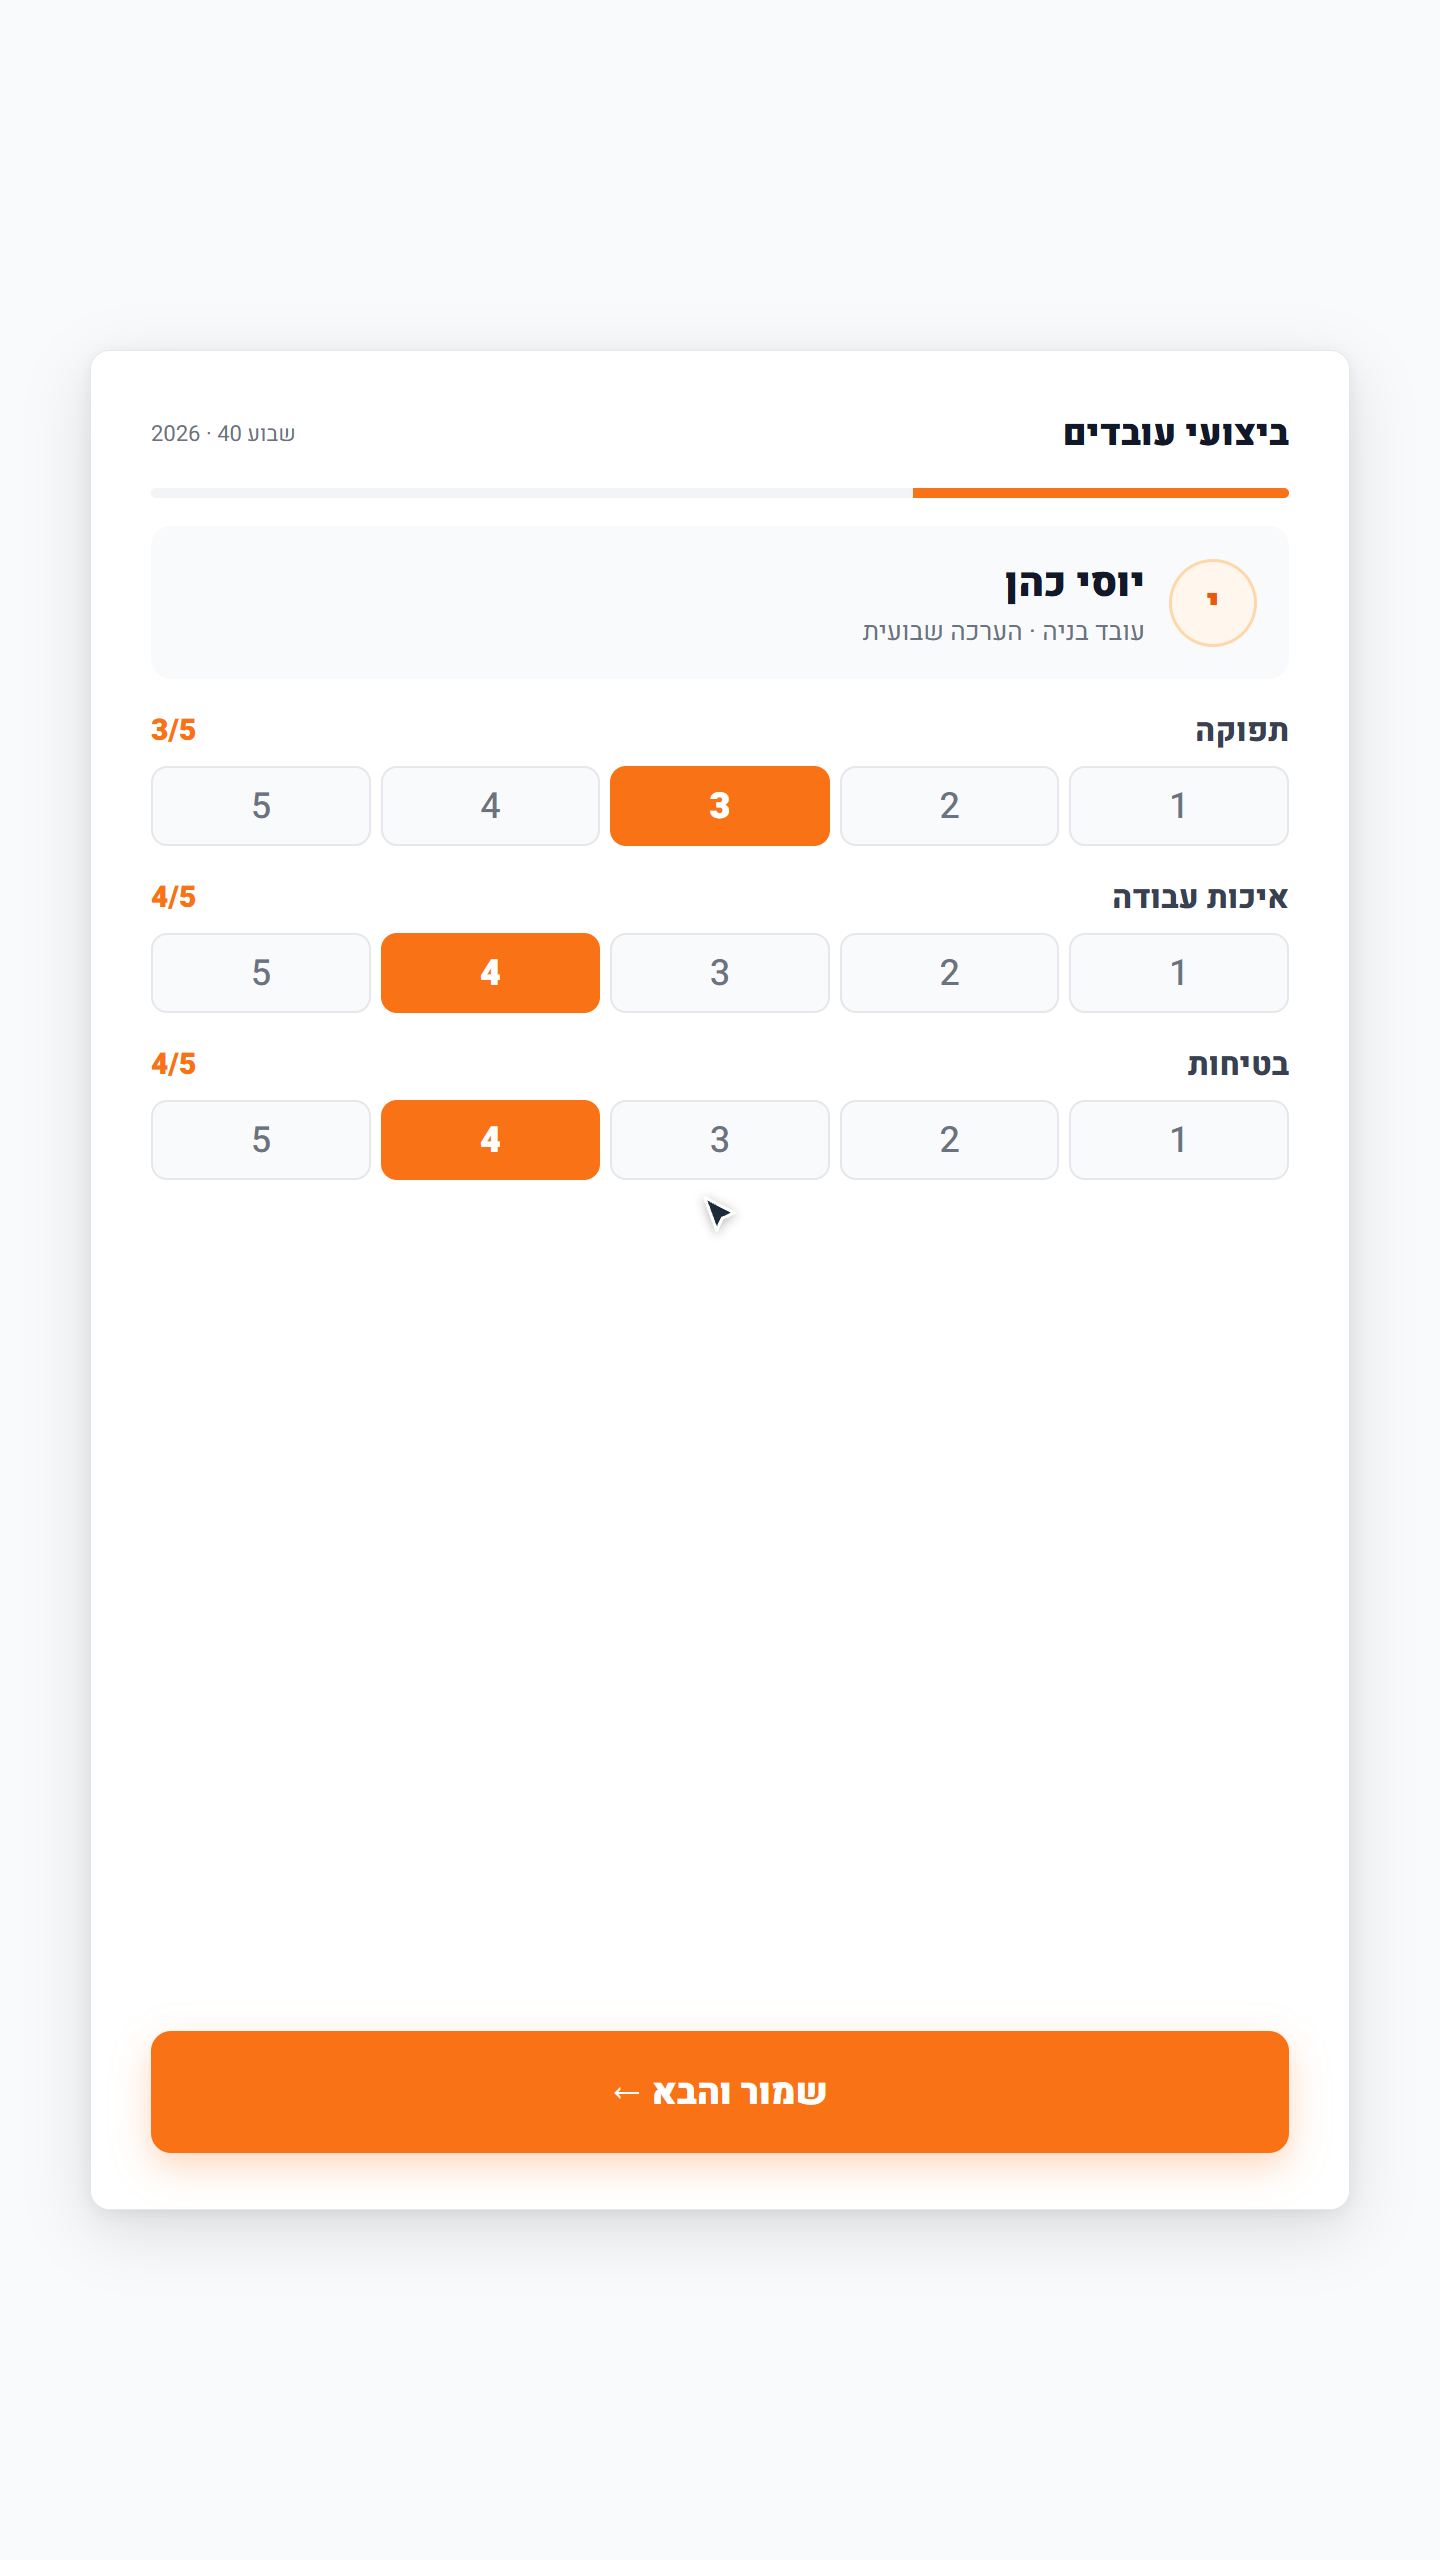 ביצועי עובדים
שבוע 40 · 2026
י
יוסי כהן
עובד בניה · הערכה שבועית
תפוקה 3/5
1 2 3 4 5
איכות עבודה 4/5
1 2 3 4 5
בטיחות 4/5
1 2 3 4 5
שמור והבא ←